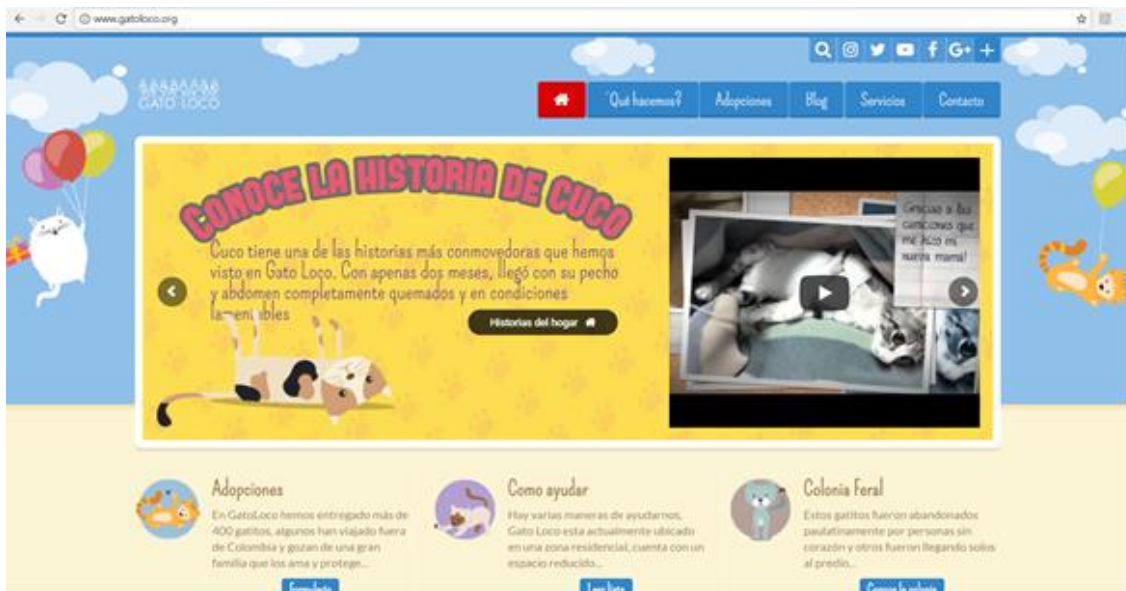 www.gatoloco.org
GATO LOCO
Qué hacemos?
Adopciones
Blog
Servicios
Contacto
CONOCE LA HISTORIA DE CUCO
Cuco tiene una de las historias más conmovedoras que hemos
visto en Gato Loco. Con apenas dos meses, llegó con su pecho
y abdomen completamente quemados y en condiciones
lamentables
Historias del hogar
Gracias a las
que
me hizo mi
nueva mamá!
Adopciones
En GatoLoco hemos entregado más de
400 gatitos, algunos han viajado fuera
de Colombia y gozan de una gran
familia que los ama y protege...
Formulario
Como ayudar
Hay varias maneras de ayudarnos,
Gato Loco esta actualmente ubicado
en una zona residencial, cuenta con un
espacio reducido...
Leer lista
Colonia Feral
Estos gatitos fueron abandonados
paulatinamente por personas sin
corazón y otros fueron llegando solos
al predio...
Conoce la colonia